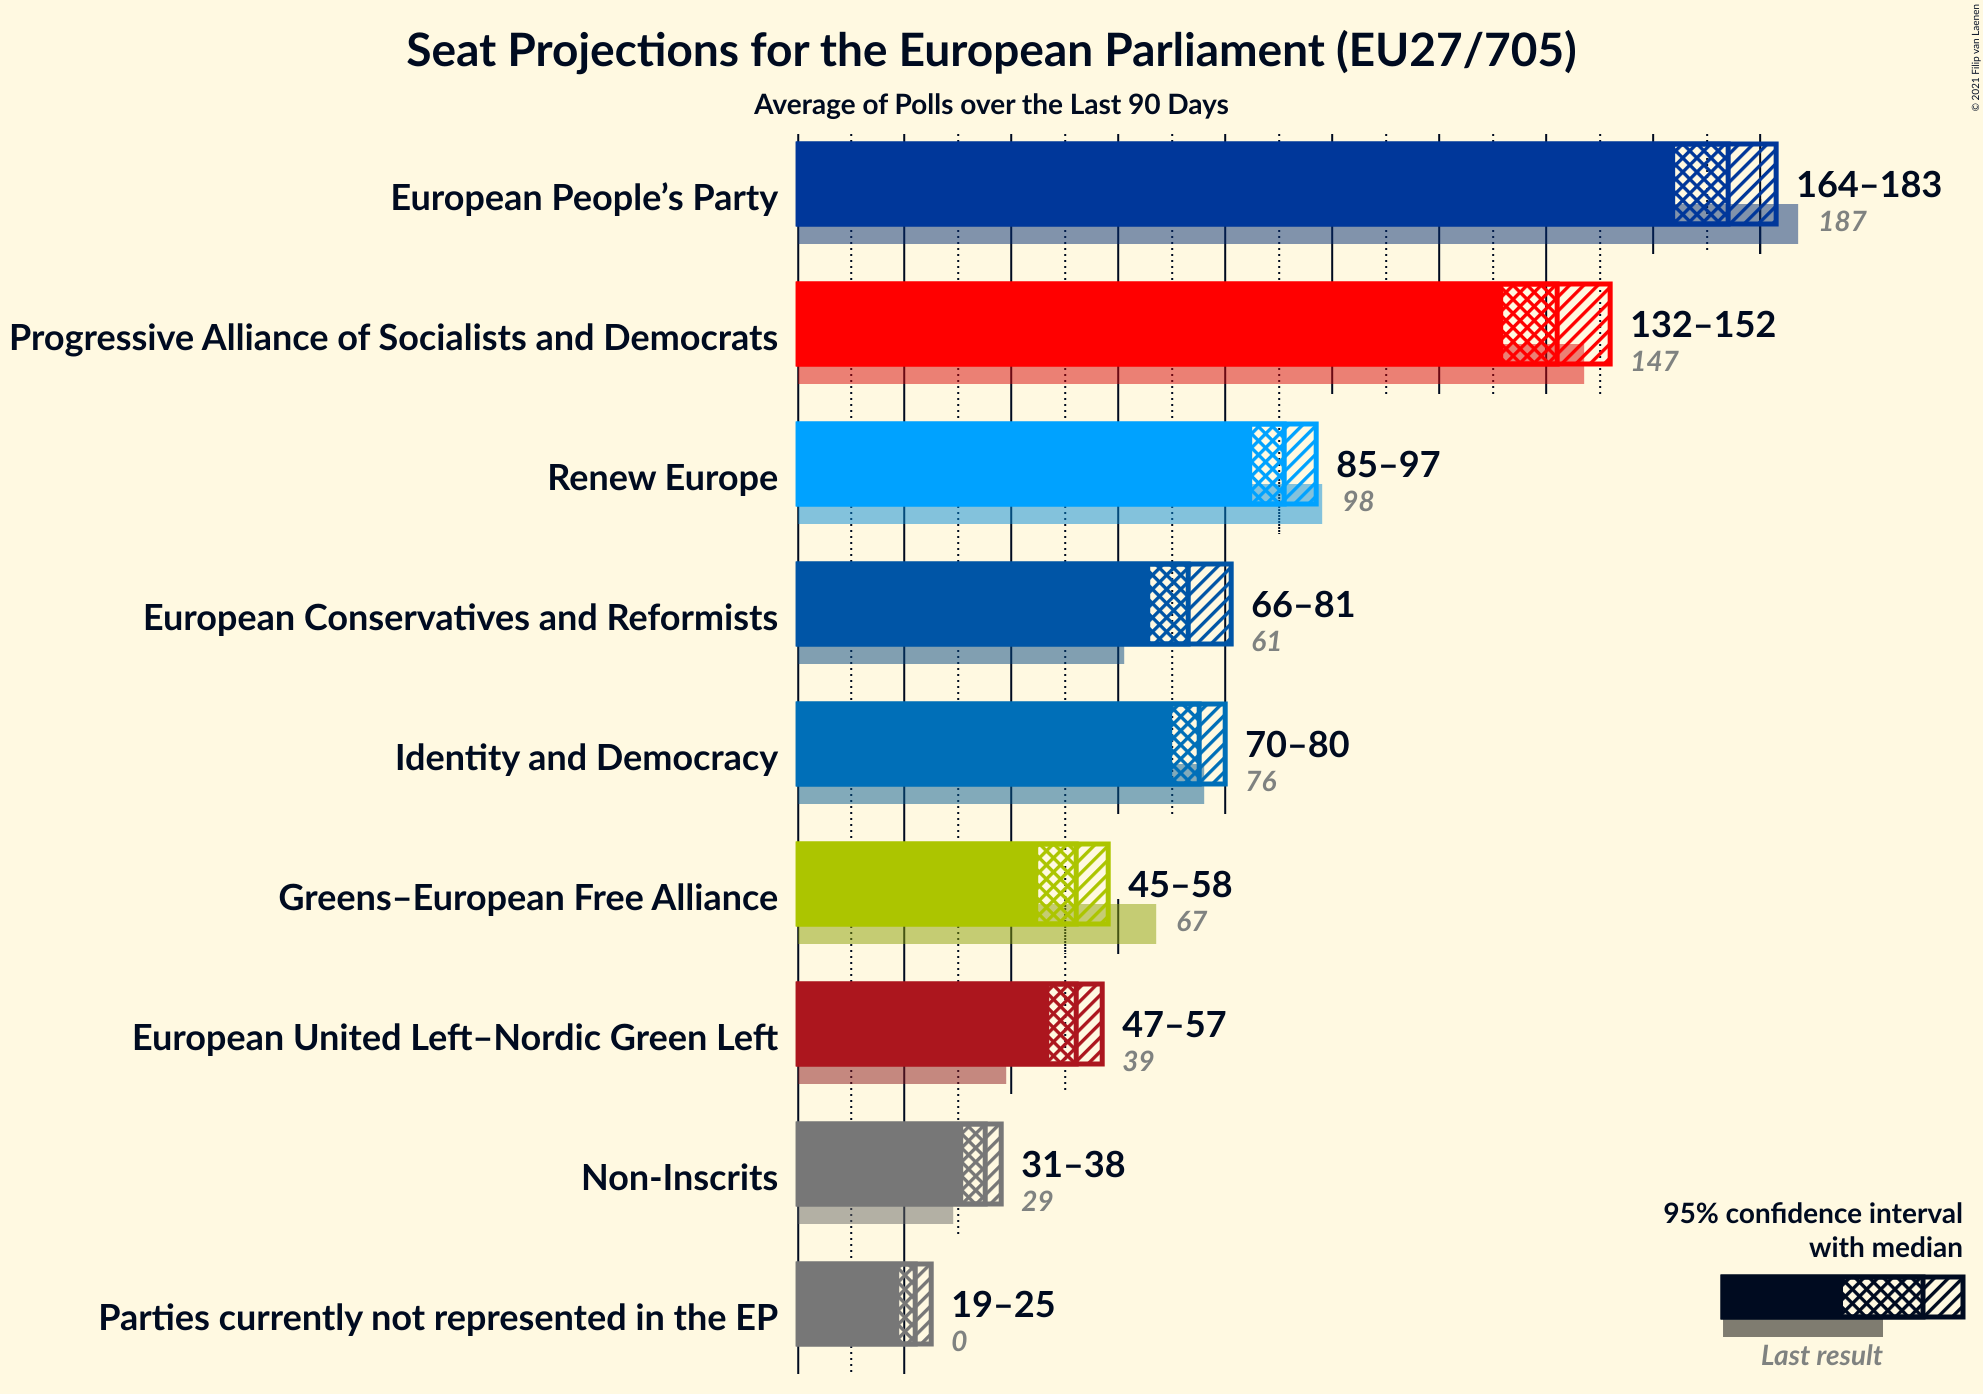 Seat Projections for the European Parliament (EU27/705)
Average of Polls over the Last 90 Days
© 2021 Filip van Laenen
European People’s Party
164–183
187
Progressive Alliance of Socialists and Democrats
132–152
147
Renew Europe
85–97
98
European Conservatives and Reformists
66–81
61
Identity and Democracy
70–80
76
Greens–European Free Alliance
45–58
67
European United Left–Nordic Green Left
47–57
39
Non-Inscrits
31–38
29
Parties currently not represented in the EP
19–25
0
95% confidence interval
with median
Last result